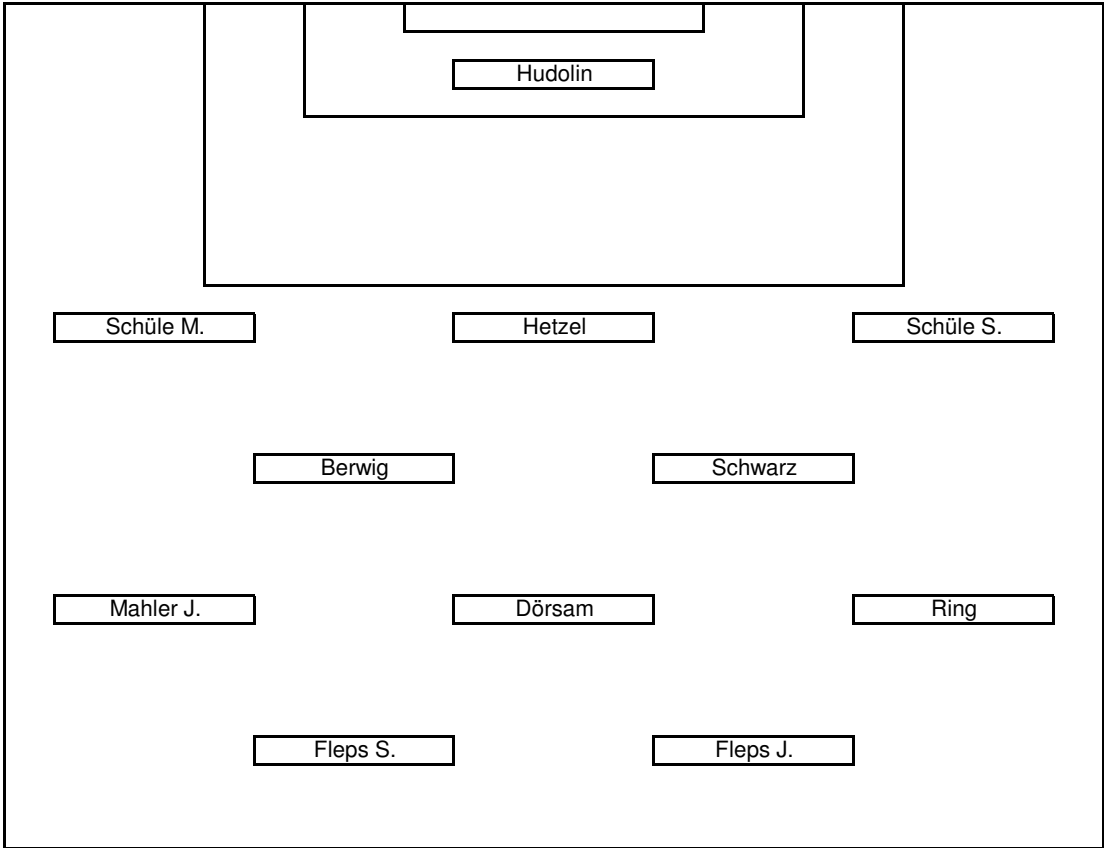 Hudolin
Schüle M.
Hetzel
Schüle S.
Berwig
Schwarz
Mahler J.
Dörsam
Ring
Fleps S.
Fleps J.